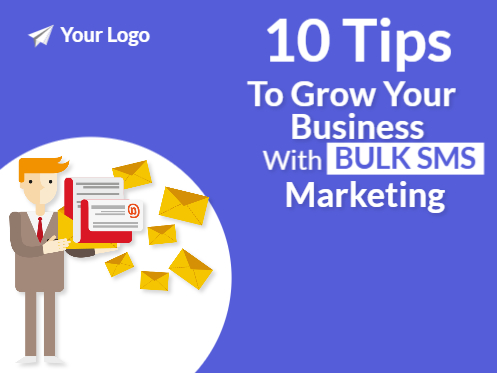 Your Logo
10 Tips
To Grow Your
Business
With BULK SMS
Marketing